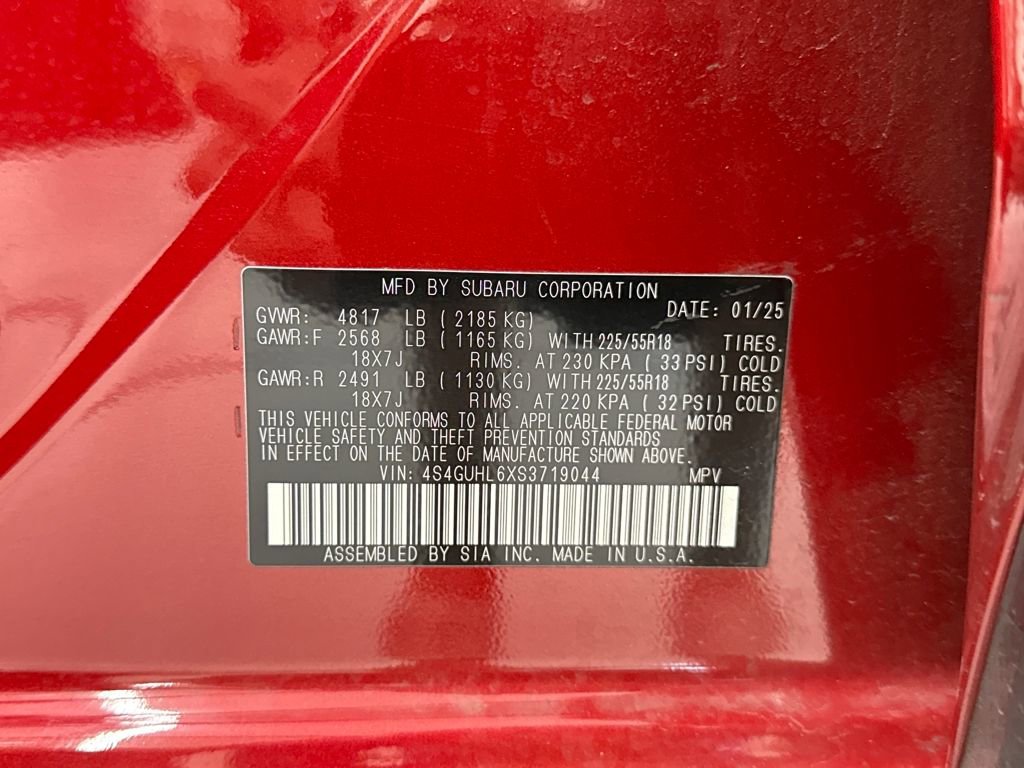 MFD BY SUBARU CORPORATION
DATE: 01/25
GVWR: 4817 LB ( 2185 KG)
GAWR:F 2568 LB ( 1165 KG) WITH 225/55R18 TIRES.
18X7J RIMS. AT 230 KPA ( 33 PSI) COLD
GAWR:R 2491 LB ( 1130 KG) WITH 225/55R18 TIRES.
18X7J RIMS. AT 220 KPA ( 32 PSI) COLD
THIS VEHICLE CONFORMS TO ALL APPLICABLE FEDERAL MOTOR
VEHICLE SAFETY AND THEFT PREVENTION STANDARDS
IN EFFECT ON THE DATE OF MANUFACTURE SHOWN ABOVE.
VIN: 4S4GUHL6XS3719044 MPV
ASSEMBLED BY SIA INC. MADE IN U.S.A.